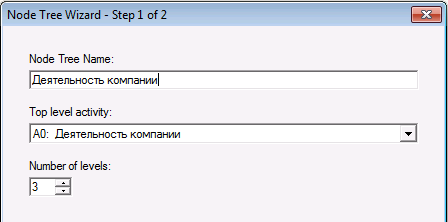 Node Tree Wizard - Step 1 of 2
Node Tree Name:
Деятельность компании
Top level activity:
A0: Деятельность компании
Number of levels:
3